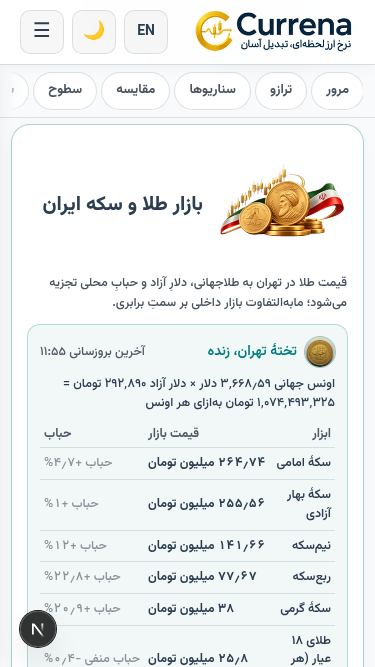 Currena
نرخ ارز لحظه‌ای، تبدیل آسان
EN
مرور
ترازو
سناریوها
مقایسه
سطوح
بازار طلا و سکه ایران
قیمت طلا در تهران به طلاجهانی، دلارِ آزاد و حبابِ محلی تجزیه
می‌شود؛ مابه‌التفاوت بازار داخلی بر سمتِ برابری.
تختهٔ تهران، زنده
آخرین بروزسانی ۱۱:۵۵
اونس جهانی ۳٬۶۶۸٫۵۹ دلار × دلار آزاد ۲۹۲٬۸۹۰ تومان =
۱٬۰۷۴٬۴۹۳٬۳۲۵ تومان به‌ازای هر اونس
ابزار قیمت بازار حباب
سکهٔ امامی ۲۶۴٫۷۴ میلیون تومان حباب +۴٫۷%
سکهٔ بهار آزادی ۲۵۵٫۵۶ میلیون تومان حباب +۱%
نیم‌سکه ۱۴۱٫۶۶ میلیون تومان حباب +۱۲%
ربع‌سکه ۷۷٫۶۷ میلیون تومان حباب +۲۲٫۸%
سکهٔ گرمی ۳۸ میلیون تومان حباب +۲۰٫۹%
طلای ۱۸
عیار (هر ۲۵٫۸ میلیون تومان حباب منفی -۰٫۴%
N